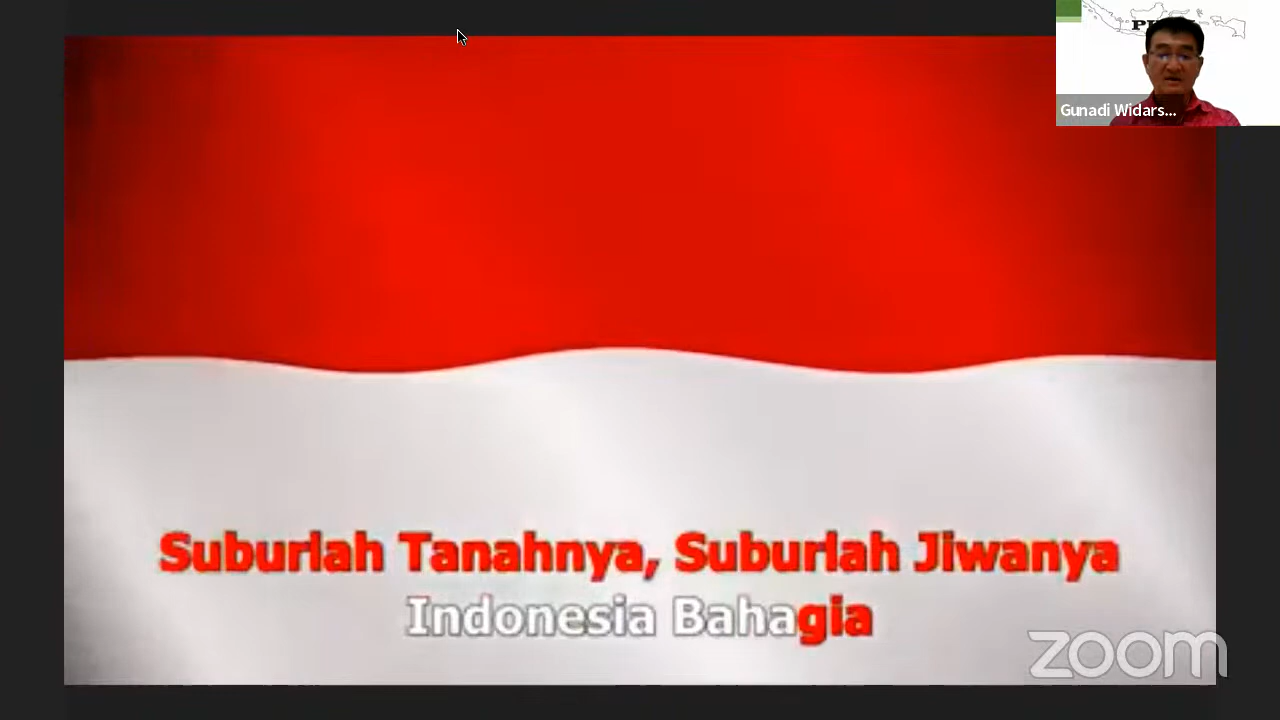 Gunadi Widars...
Suburlah Tanahnya, Suburlah Jiwanya
Indonesia Bahagia
zoom